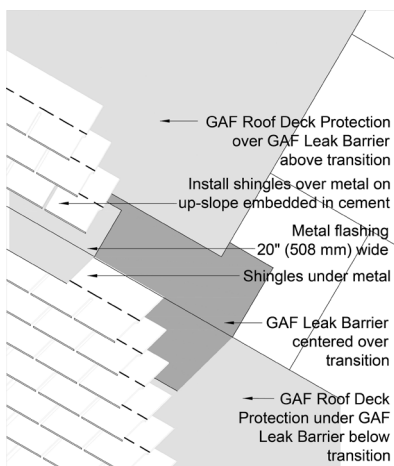 GAF Roof Deck Protection
over GAF Leak Barrier
above transition
Install shingles over metal on
up-slope embedded in cement
Metal flashing
20" (508 mm) wide
Shingles under metal
GAF Leak Barrier
centered over
transition
GAF Roof Deck
Protection under GAF
Leak Barrier below
transition